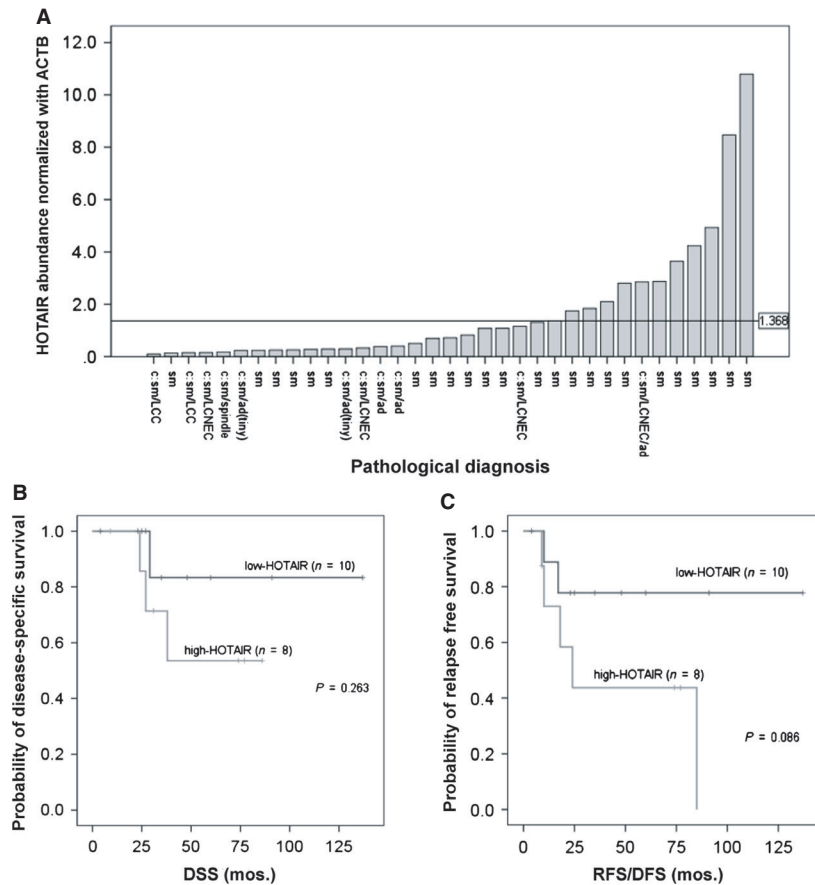 A
HOTAIR abundance normalized with ACTB
12.0
10.0
8.0
6.0
4.0
2.0
.0
1.368
c:sm/LCC
sm
c:sm/LCC
c:sm/LCNEC
c:sm/spindle
c:sm/ad(tiny)
sm
sm
sm
sm
sm
c:sm/ad(tiny)
c:sm/LCNEC
c:sm/ad
c:sm/ad
sm
sm
sm
sm
sm
sm
c:sm/LCNEC
sm
sm
sm
sm
sm
sm
c:sm/LCNEC/ad
sm
sm
sm
sm
sm
sm
Pathological diagnosis
B
Probability of disease-specific survival
1.0
0.8
0.6
0.4
0.2
0.0
low-HOTAIR (n = 10)
high-HOTAIR (n = 8)
P = 0.263
0 25 50 75 100 125
DSS (mos.)
C
Probability of relapse free survival
1.0
0.8
0.6
0.4
0.2
0.0
low-HOTAIR (n = 10)
high-HOTAIR (n = 8)
P = 0.086
0 25 50 75 100 125
RFS/DFS (mos.)